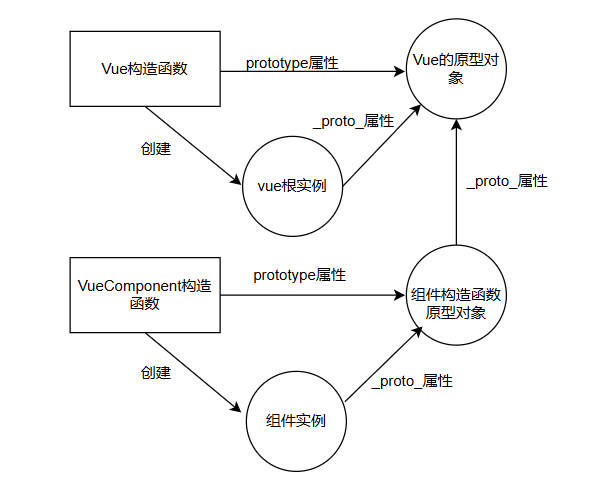 Vue构造函数
prototype属性
Vue的原型对
象
创建
_proto_属性
vue根实例
_proto_属性
VueComponent构造
函数
prototype属性
组件构造函数
原型对象
创建
_proto_属性
组件实例